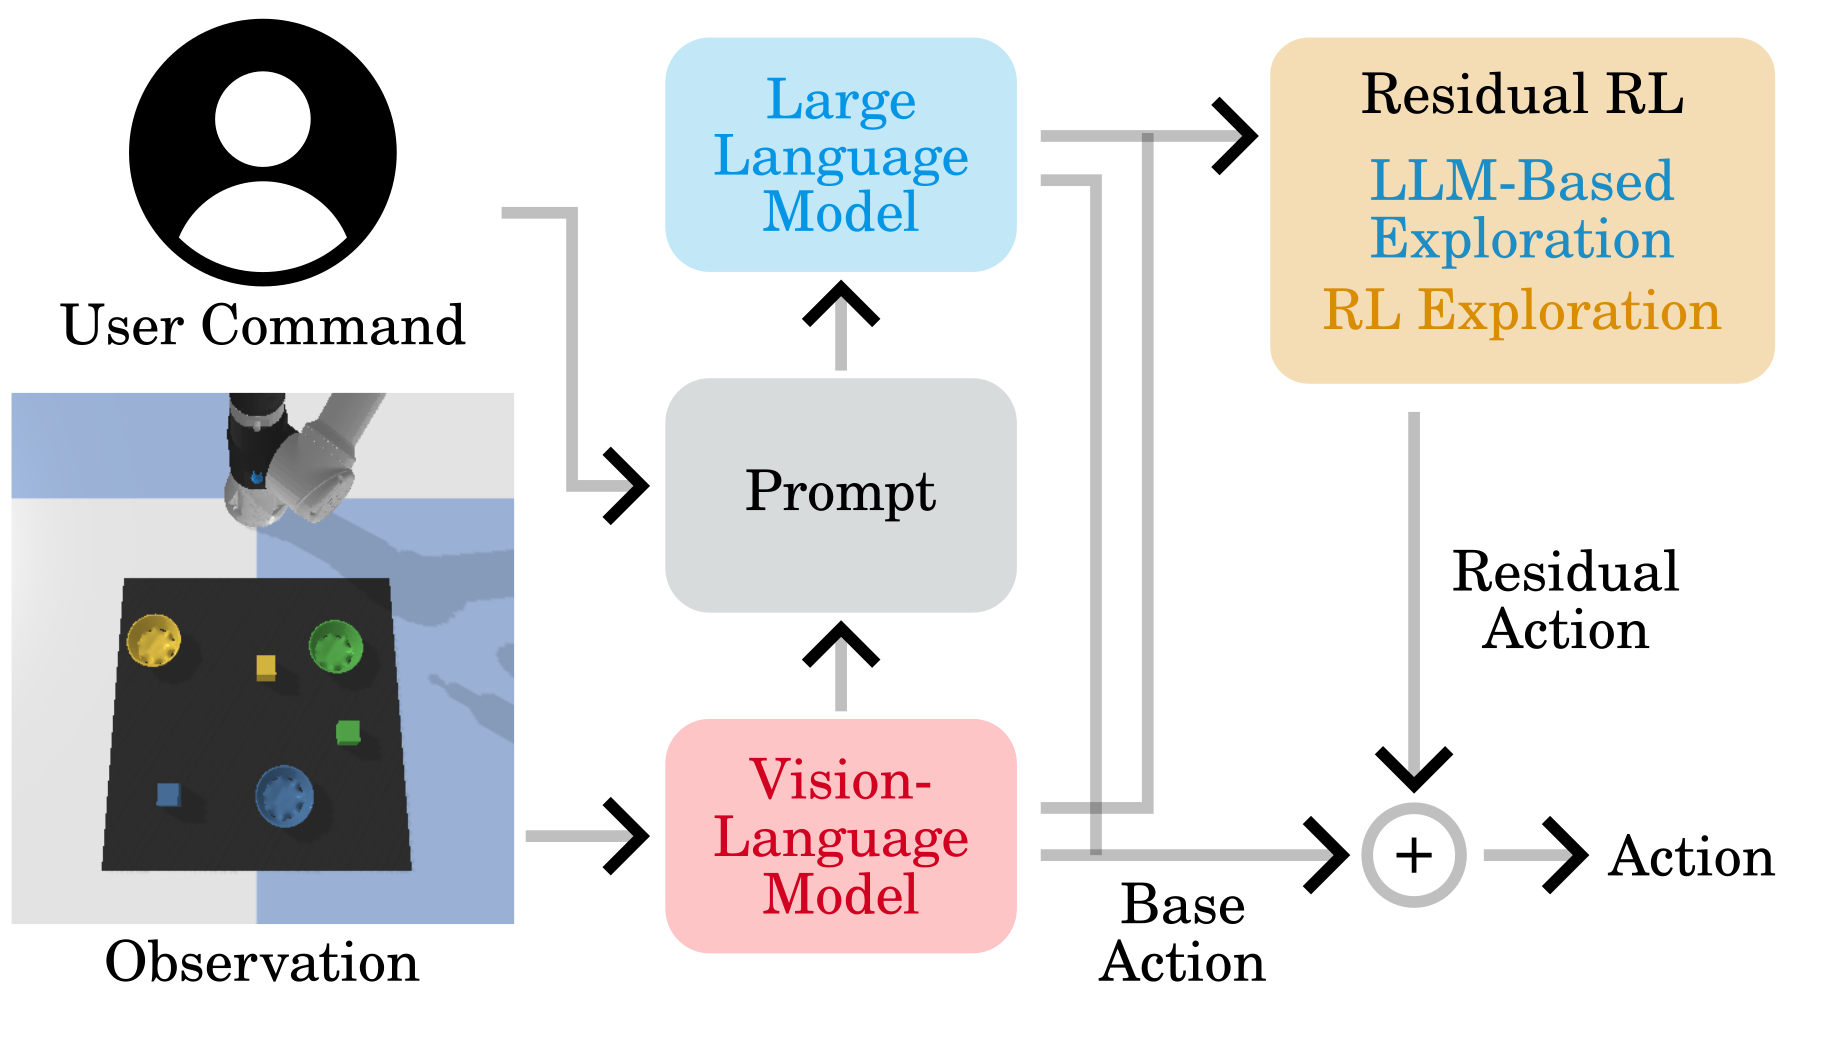 User Command
Observation
Large
Language
Model
Prompt
Vision-
Language
Model
Residual RL
LLM-Based
Exploration
RL Exploration
Residual
Action
Base
Action
+
Action